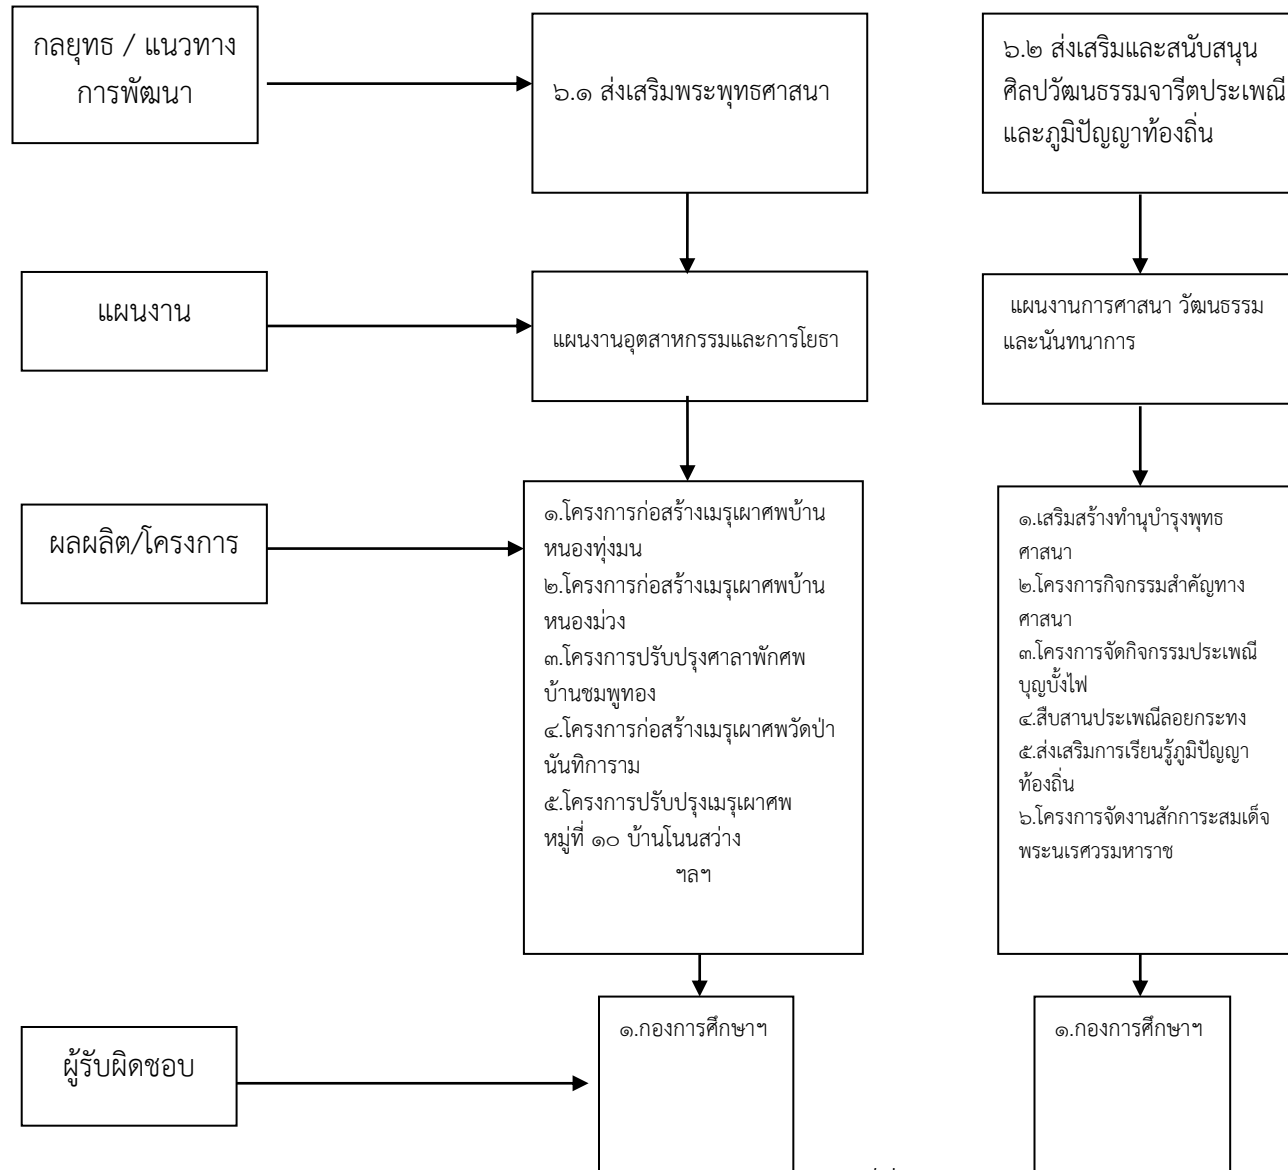 กลยุทธ / แนวทาง
การพัฒนา
๖.๑ ส่งเสริมพระพุทธศาสนา
๖.๒ ส่งเสริมและสนับสนุน
ศิลปวัฒนธรรมจารีตประเพณี
และภูมิปัญญาท้องถิ่น
แผนงาน
แผนงานอุตสาหกรรมและการโยธา
แผนงานการศาสนา วัฒนธรรม
และนันทนาการ
ผลผลิต/โครงการ
๑.โครงการก่อสร้างเมรุเผาศพบ้าน
หนองทุ่งมน
๒.โครงการก่อสร้างเมรุเผาศพบ้าน
หนองม่วง
๓.โครงการปรับปรุงศาลาพักศพ
บ้านชมพูทอง
๔.โครงการก่อสร้างเมรุเผาศพวัดป่า
นันทิการาม
๕.โครงการปรับปรุงเมรุเผาศพ
หมู่ที่ ๑๐ บ้านโนนสว่าง
ฯลฯ
๑.เสริมสร้างทำนุบำรุงพุทธ
ศาสนา
๒.โครงการกิจกรรมสำคัญทาง
ศาสนา
๓.โครงการจัดกิจกรรมประเพณี
บุญบั้งไฟ
๔.สืบสานประเพณีลอยกระทง
๕.ส่งเสริมการเรียนรู้ภูมิปัญญา
ท้องถิ่น
๖.โครงการจัดงานสักการะสมเด็จ
พระนเรศวรมหาราช
ผู้รับผิดชอบ
๑.กองการศึกษาฯ
๑.กองการศึกษาฯ